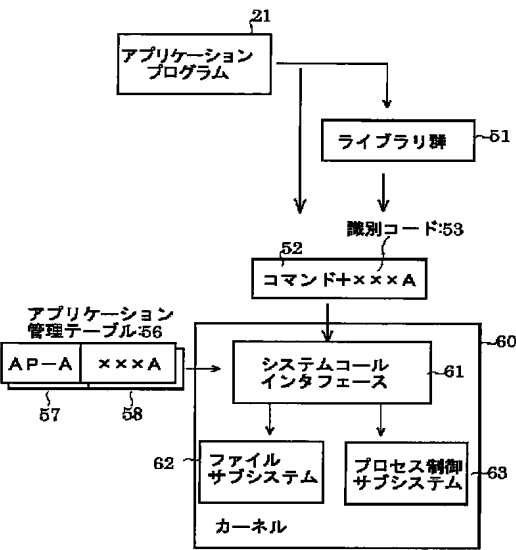 21
アプリケーション
プログラム
ライブラリ群
51
識別コード:53
52
コマンド+×××A
アプリケーション
管理テーブル:56
AP-A
×××A
57
58
60
システムコール
インタフェース
61
62
ファイル
サブシステム
プロセス制御
サブシステム
63
カーネル